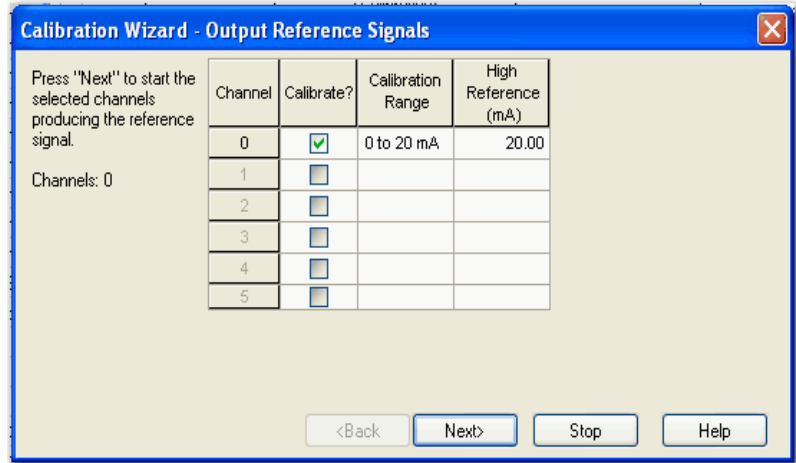 Calibration Wizard - Output Reference Signals
Press "Next" to start the
selected channels
producing the reference
signal.
Channels: 0
Channel Calibrate? Calibration Range High Reference (mA)
0 0 to 20 mA 20.00
1
2
3
4
5
<Back Next> Stop Help